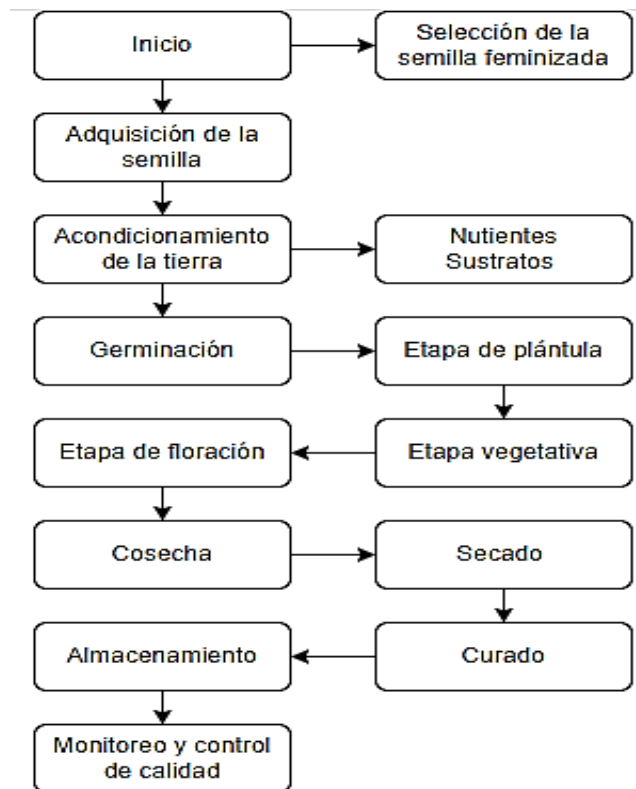 Inicio
Selección de la
semilla feminizada
Adquisición de la
semilla
Acondicionamiento
de la tierra
Nutientes
Sustratos
Germinación
Etapa de plántula
Etapa de floración
Etapa vegetativa
Cosecha
Secado
Almacenamiento
Curado
Monitoreo y control
de calidad